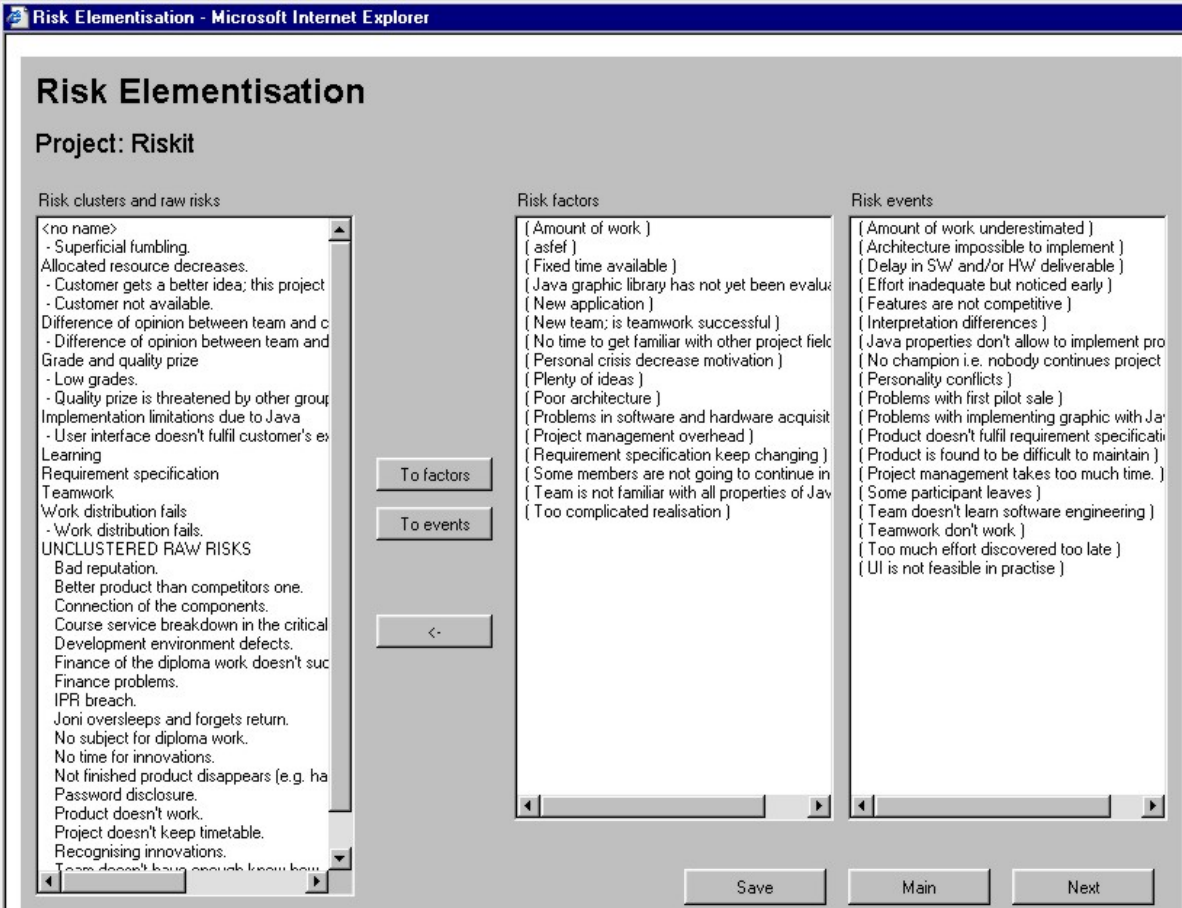 Risk Elementisation - Microsoft Internet Explorer
Risk Elementisation
Project: Riskit
Risk clusters and raw risks
<no name>
- Superficial fumbling.
Allocated resource decreases.
- Customer gets a better idea; this project
- Customer not available.
Difference of opinion between team and c
- Difference of opinion between team and
Grade and quality prize
- Low grades.
- Quality prize is threatened by other group
Implementation limitations due to Java
- User interface doesn't fulfil customer's ex
Learning
Requirement specification
Teamwork
Work distribution fails
- Work distribution fails.
UNCLUSTERED RAW RISKS
Bad reputation.
Better product than competitors one.
Connection of the components.
Course service breakdown in the critical
Development environment defects.
Finance of the diploma work doesn't suc
Finance problems.
IPR breach.
Joni oversleeps and forgets return.
No subject for diploma work.
No time for innovations.
Not finished product disappears (e.g. ha
Password disclosure.
Product doesn't work.
Project doesn't keep timetable.
Recognising innovations.
Team doesn't have enough know how
To factors
To events
<-
Risk factors
( Amount of work )
( asfef )
( Fixed time available )
( Java graphic library has not yet been evalua
( New application )
( New team; is teamwork successful )
( No time to get familiar with other project field
( Personal crisis decrease motivation )
( Plenty of ideas )
( Poor architecture )
( Problems in software and hardware acquisit
( Project management overhead )
( Requirement specification keep changing )
( Some members are not going to continue in
( Team is not familiar with all properties of Jav
( Too complicated realisation )
Risk events
( Amount of work underestimated )
( Architecture impossible to implement )
( Delay in SW and/or HW deliverable )
( Effort inadequate but noticed early )
( Features are not competitive )
( Interpretation differences )
( Java properties don't allow to implement pro
( No champion i.e. nobody continues project
( Personality conflicts )
( Problems with first pilot sale )
( Problems with implementing graphic with Jav
( Product doesn't fulfil requirement specificati
( Product is found to be difficult to maintain )
( Project management takes too much time. )
( Some participant leaves )
( Team doesn't learn software engineering )
( Teamwork don't work )
( Too much effort discovered too late )
( UI is not feasible in practise )
Save
Main
Next